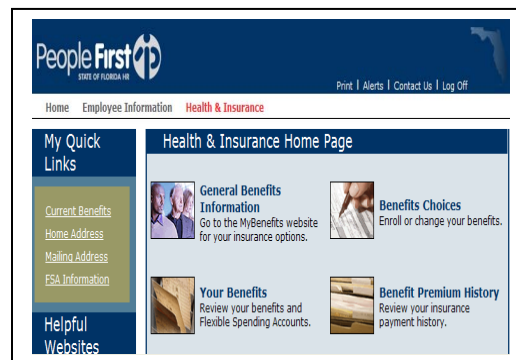 People First
STATE OF FLORIDA HR
Print | Alerts | Contact Us | Log Off
Home Employee Information Health & Insurance
My Quick
Links
Current Benefits
Home Address
Mailing Address
FSA Information
Helpful
Websites
Health & Insurance Home Page
General Benefits
Information
Go to the MyBenefits website
for your insurance options.
Benefits Choices
Enroll or change your benefits.
Your Benefits
Review your benefits and
Flexible Spending Accounts.
Benefit Premium History
Review your insurance
payment history.